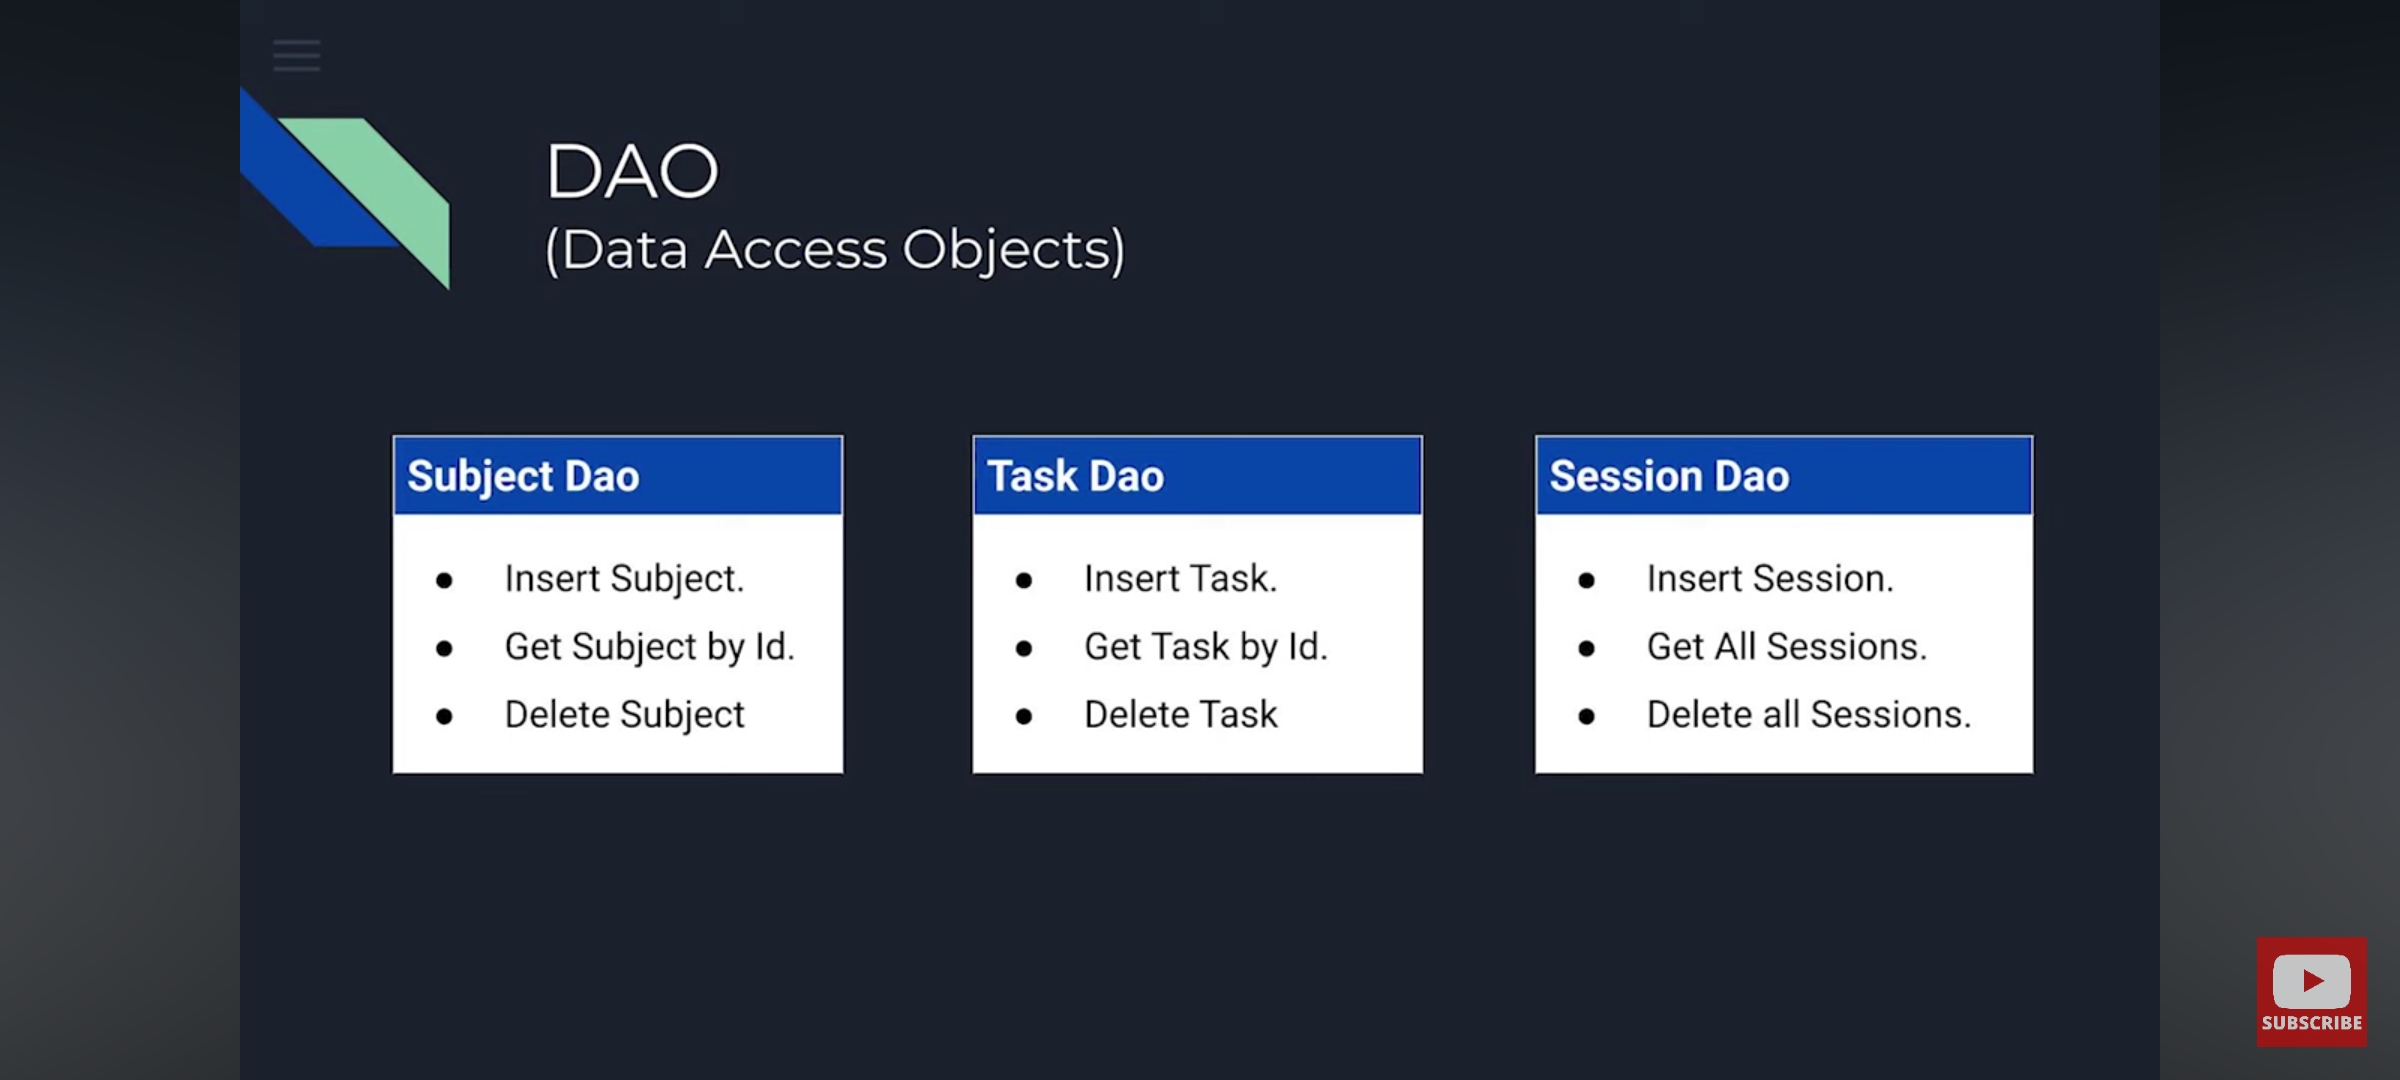 DAO
(Data Access Objects)
Subject Dao
● Insert Subject.
● Get Subject by Id.
● Delete Subject
Task Dao
● Insert Task.
● Get Task by Id.
● Delete Task
Session Dao
● Insert Session.
● Get All Sessions.
● Delete all Sessions.
SUBSCRIBE